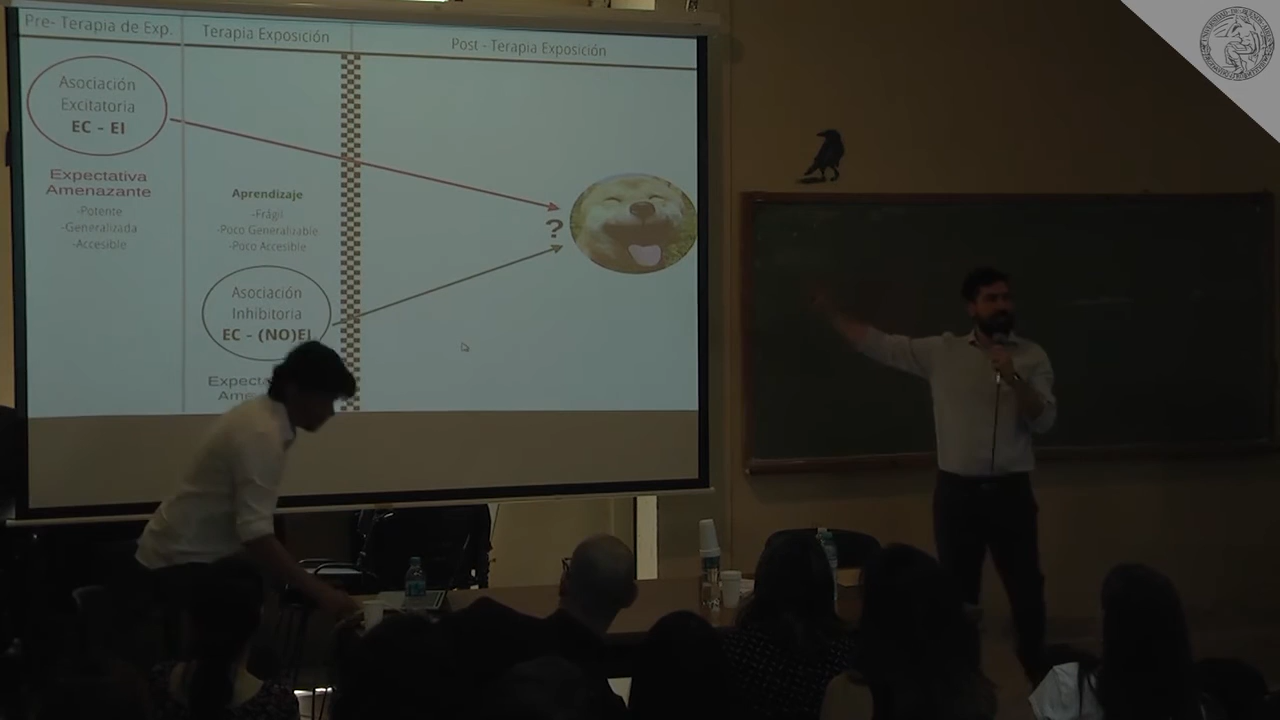 Pre- Terapia de Exp.
Terapia Exposición
Post - Terapia Exposición
Asociación
Excitatoria
EC - EI
Expectativa
Amenazante
-Potente
-Generalizada
-Accesible
Aprendizaje
-Frágil
-Poco Generalizable
-Poco Accesible
Asociación
Inhibitoria
EC - (NO)EI
?